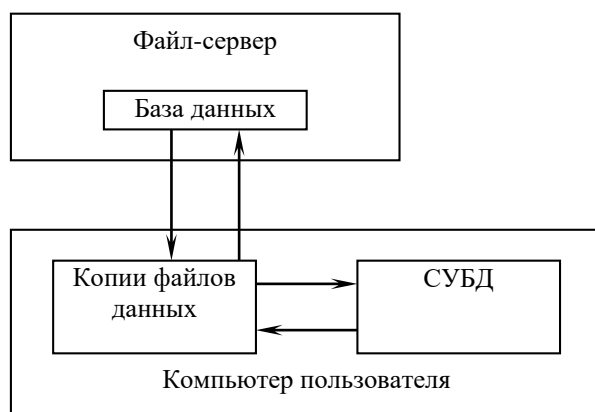 Файл-сервер
База данных
Копии файлов
данных
СУБД
Компьютер пользователя